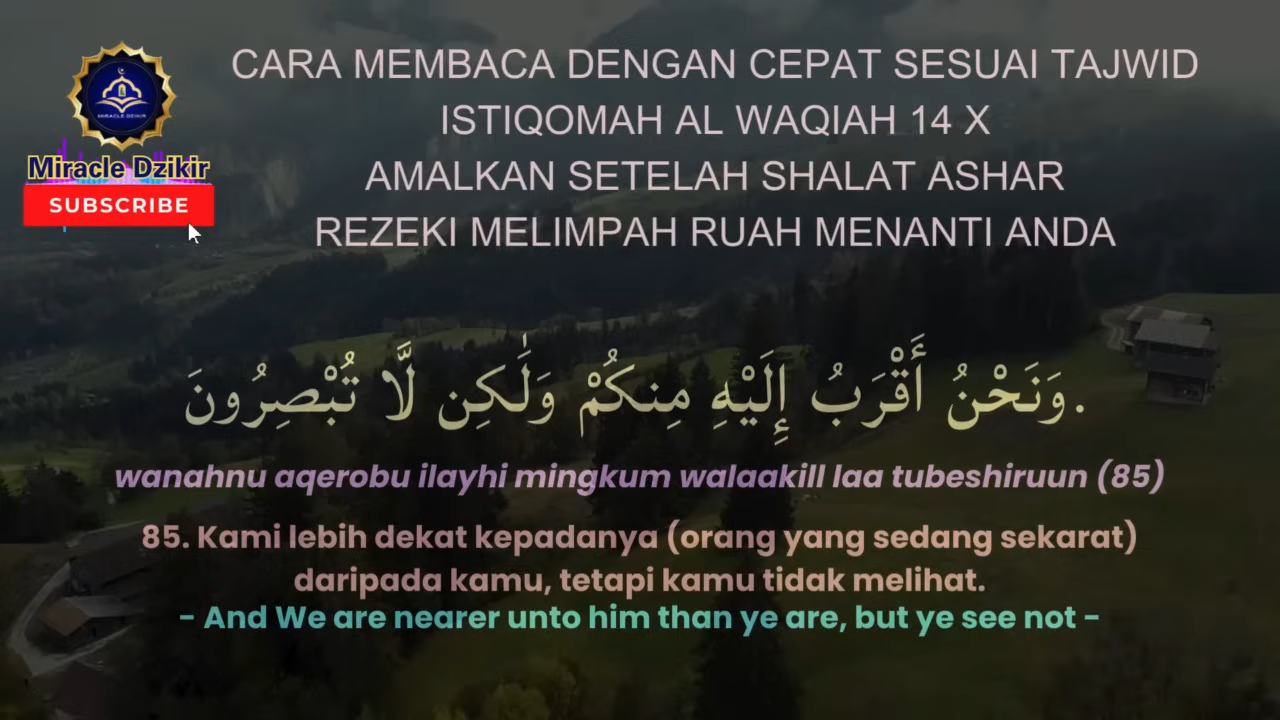 CARA MEMBACA DENGAN CEPAT SESUAI TAJWID
ISTIQOMAH AL WAQIAH 14 X
AMALKAN SETELAH SHALAT ASHAR
REZEKI MELIMPAH RUAH MENANTI ANDA
MIRACLE DZIKIR
Miracle Dzikir
SUBSCRIBE
.وَنَحْنُ أَقْرَبُ إِلَيْهِ مِنكُمْ وَلَٰكِن لَّا تُبْصِرُونَ
wanahnu aqerobu ilayhi mingkum walaakill laa tubeshiruun (85)
85. Kami lebih dekat kepadanya (orang yang sedang sekarat)
daripada kamu, tetapi kamu tidak melihat.
- And We are nearer unto him than ye are, but ye see not -